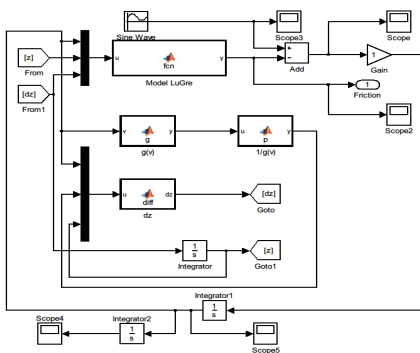 Sine Wave
Scope3
Scope
[z]
From
u
fcn
y
Model LuGre
+
−
Add
1
Gain
[dz]
From1
1
Friction
Scope2
v
g
y
g(v)
u
p
y
1/g(v)
u
diff
dz
dz
[dz]
Goto
1
s
Integrator
[z]
Goto1
Integrator1
1
s
Scope4
Integrator2
1
s
Scope5